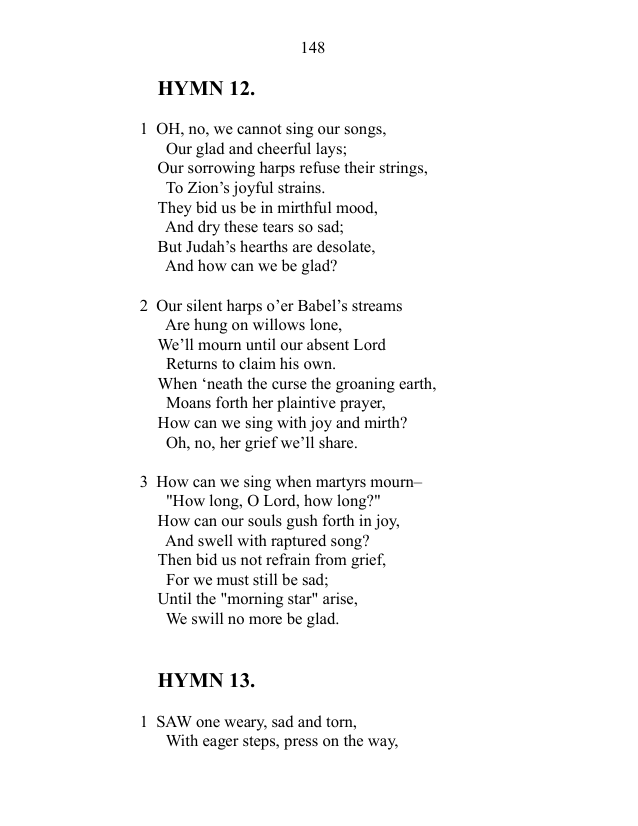 148
HYMN 12.
1 OH, no, we cannot sing our songs,
Our glad and cheerful lays;
Our sorrowing harps refuse their strings,
To Zion’s joyful strains.
They bid us be in mirthful mood,
And dry these tears so sad;
But Judah’s hearths are desolate,
And how can we be glad?
2 Our silent harps o’er Babel’s streams
Are hung on willows lone,
We’ll mourn until our absent Lord
Returns to claim his own.
When ‘neath the curse the groaning earth,
Moans forth her plaintive prayer,
How can we sing with joy and mirth?
Oh, no, her grief we’ll share.
3 How can we sing when martyrs mourn–
"How long, O Lord, how long?"
How can our souls gush forth in joy,
And swell with raptured song?
Then bid us not refrain from grief,
For we must still be sad;
Until the "morning star" arise,
We swill no more be glad.
HYMN 13.
1 SAW one weary, sad and torn,
With eager steps, press on the way,